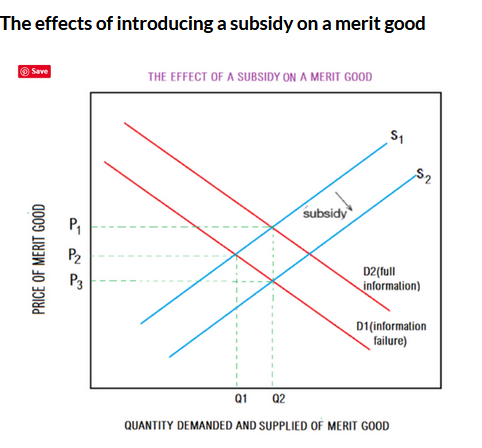 The effects of introducing a subsidy on a merit good
Save
THE EFFECT OF A SUBSIDY ON A MERIT GOOD
S₁
S₂
subsidy
P₁
P₂
P₃
PRICE OF MERIT GOOD
D2(full
information)
D1(information
failure)
Q1 Q2
QUANTITY DEMANDED AND SUPPLIED OF MERIT GOOD